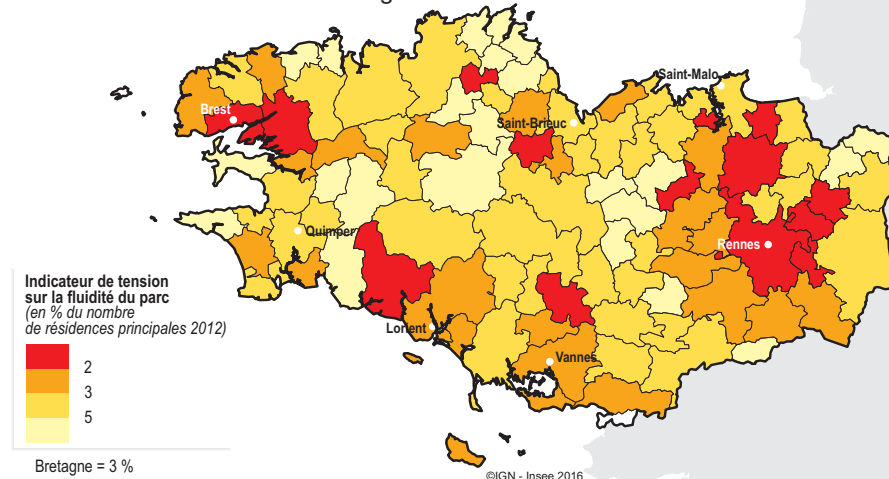 Saint-Malo
Brest
Saint-Brieuc
Quimper
Rennes
Indicateur de tension
sur la fluidité du parc
(en % du nombre
de résidences principales 2012)
Lorient
Vannes
2
3
5
Bretagne = 3 %
©IGN - Insee 2016